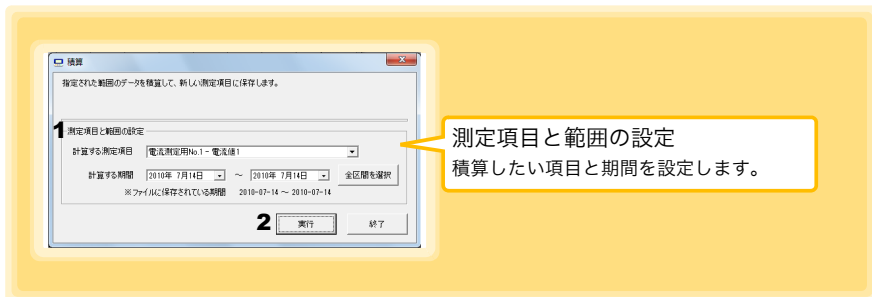 積算
指定された範囲のデータを積算して、新しい測定項目に保存します。
1
測定項目と範囲の設定
計算する測定項目 電流測定用No.1 - 電流値1
計算する期間 2010年 7月14日 ～ 2010年 7月14日 全区間を選択
※ファイルに保存されている期間 2010-07-14 ～ 2010-07-14
2 実行 終了
測定項目と範囲の設定
積算したい項目と期間を設定します。